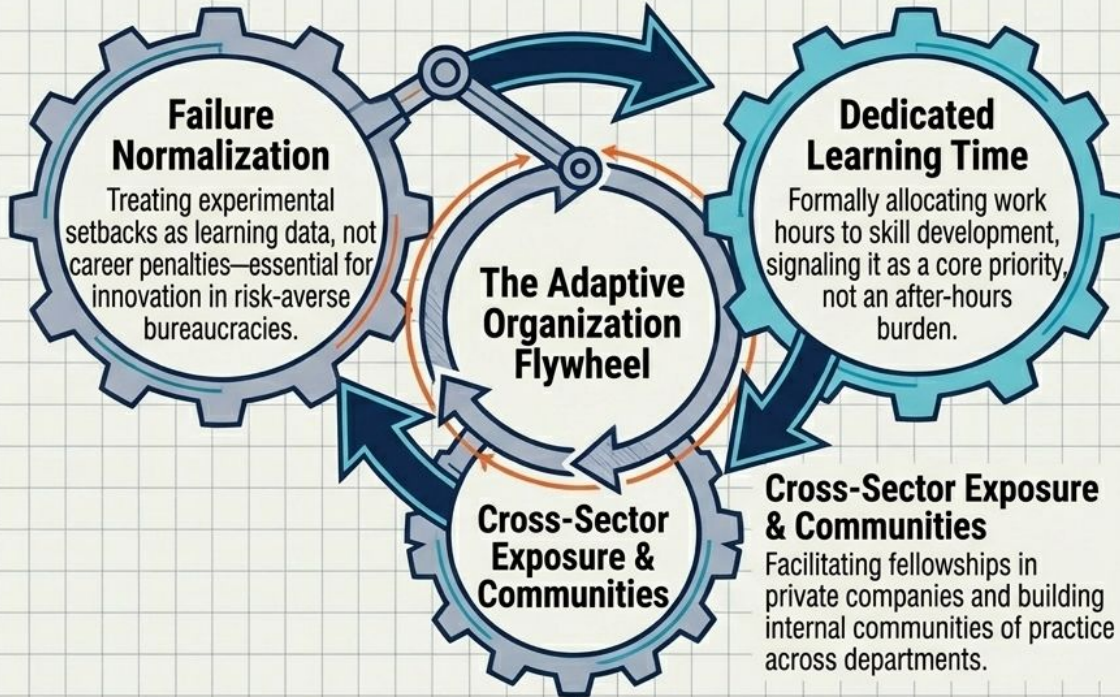 Failure
Normalization
Treating experimental
setbacks as learning data, not
career penalties—essential for
innovation in risk-averse
bureaucracies.
Dedicated
Learning Time
Formally allocating work
hours to skill development,
signaling it as a core priority,
not an after-hours
burden.
The Adaptive
Organization
Flywheel
Cross-Sector
Exposure &
Communities
Cross-Sector Exposure
& Communities
Facilitating fellowships in
private companies and building
internal communities of practice
across departments.